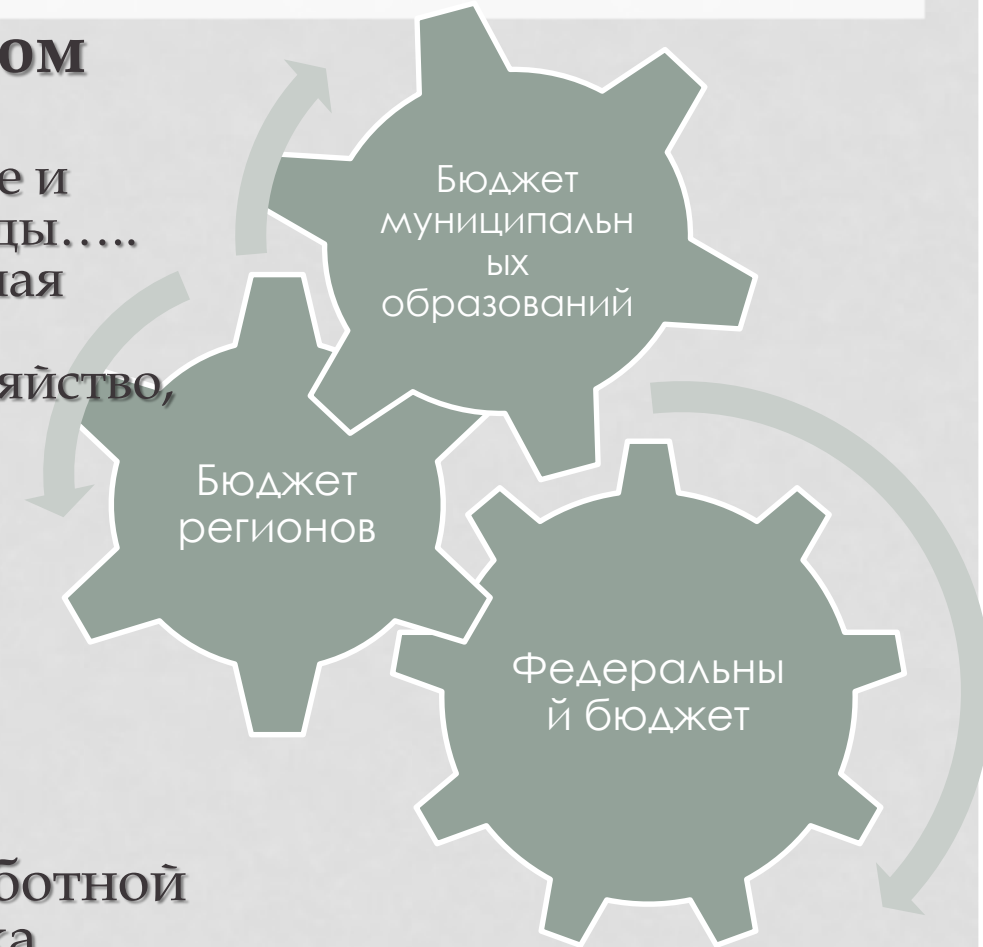 ом
е и
ды…..
ная
яйство,
ботной
ка
Бюджет
муниципальн
ых
образований
Бюджет
регионов
Федеральны
й бюджет